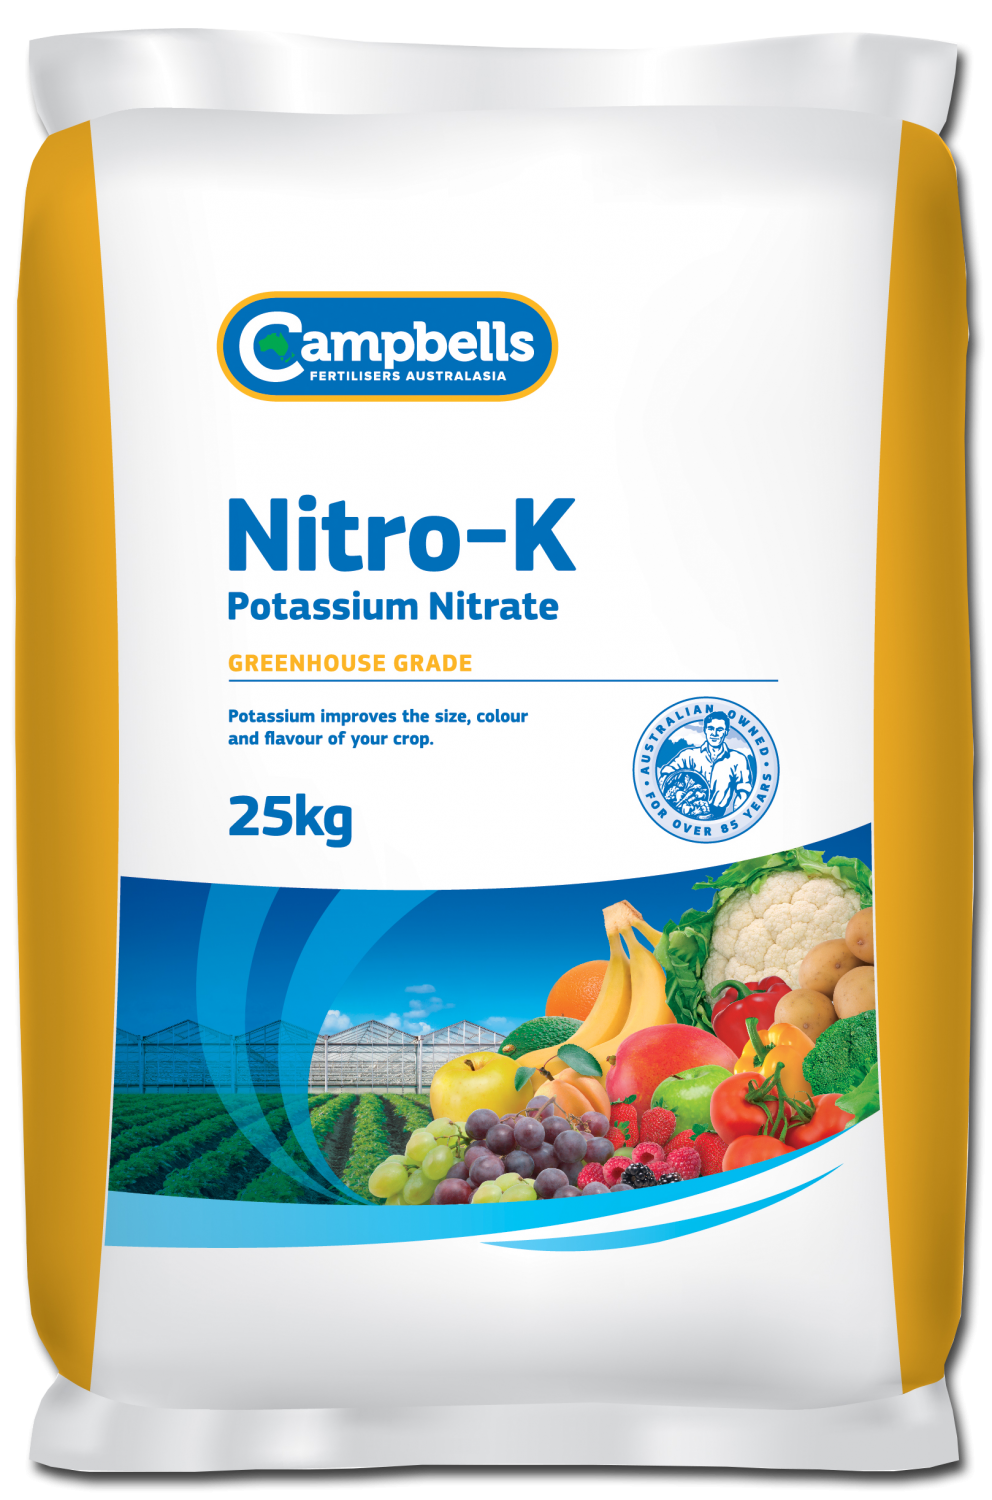 Campbells
FERTILISERS AUSTRALASIA
Nitro-K
Potassium Nitrate
GREENHOUSE GRADE
Potassium improves the size, colour
and flavour of your crop.
AUSTRALIAN OWNED
• FOR OVER 85 YEARS •
25kg